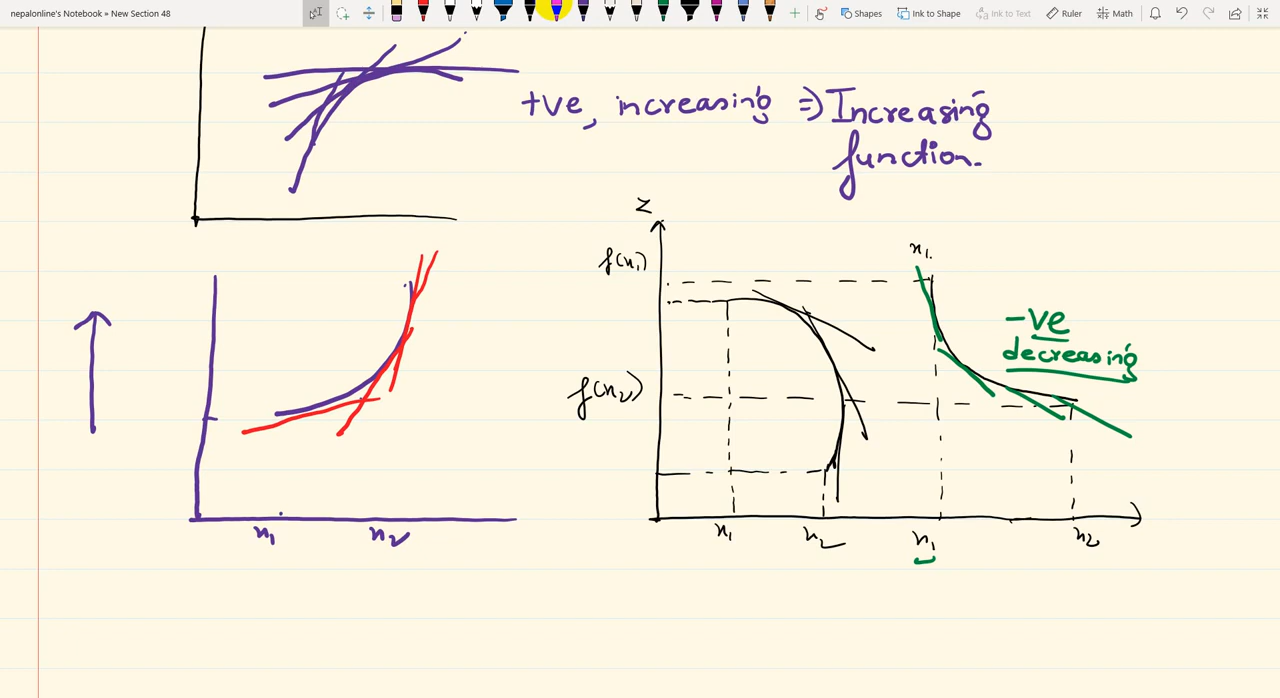 nepalonline's Notebook » New Section 48
Shapes
Ink to Shape
Ink to Text
Ruler
Math
+ve, increasing => Increasing
function.
Z
f(x₁)
x₁.
-ve
decreasing
f(x₂)
x₁
x₂
x₁
x₂
x₁
x₂